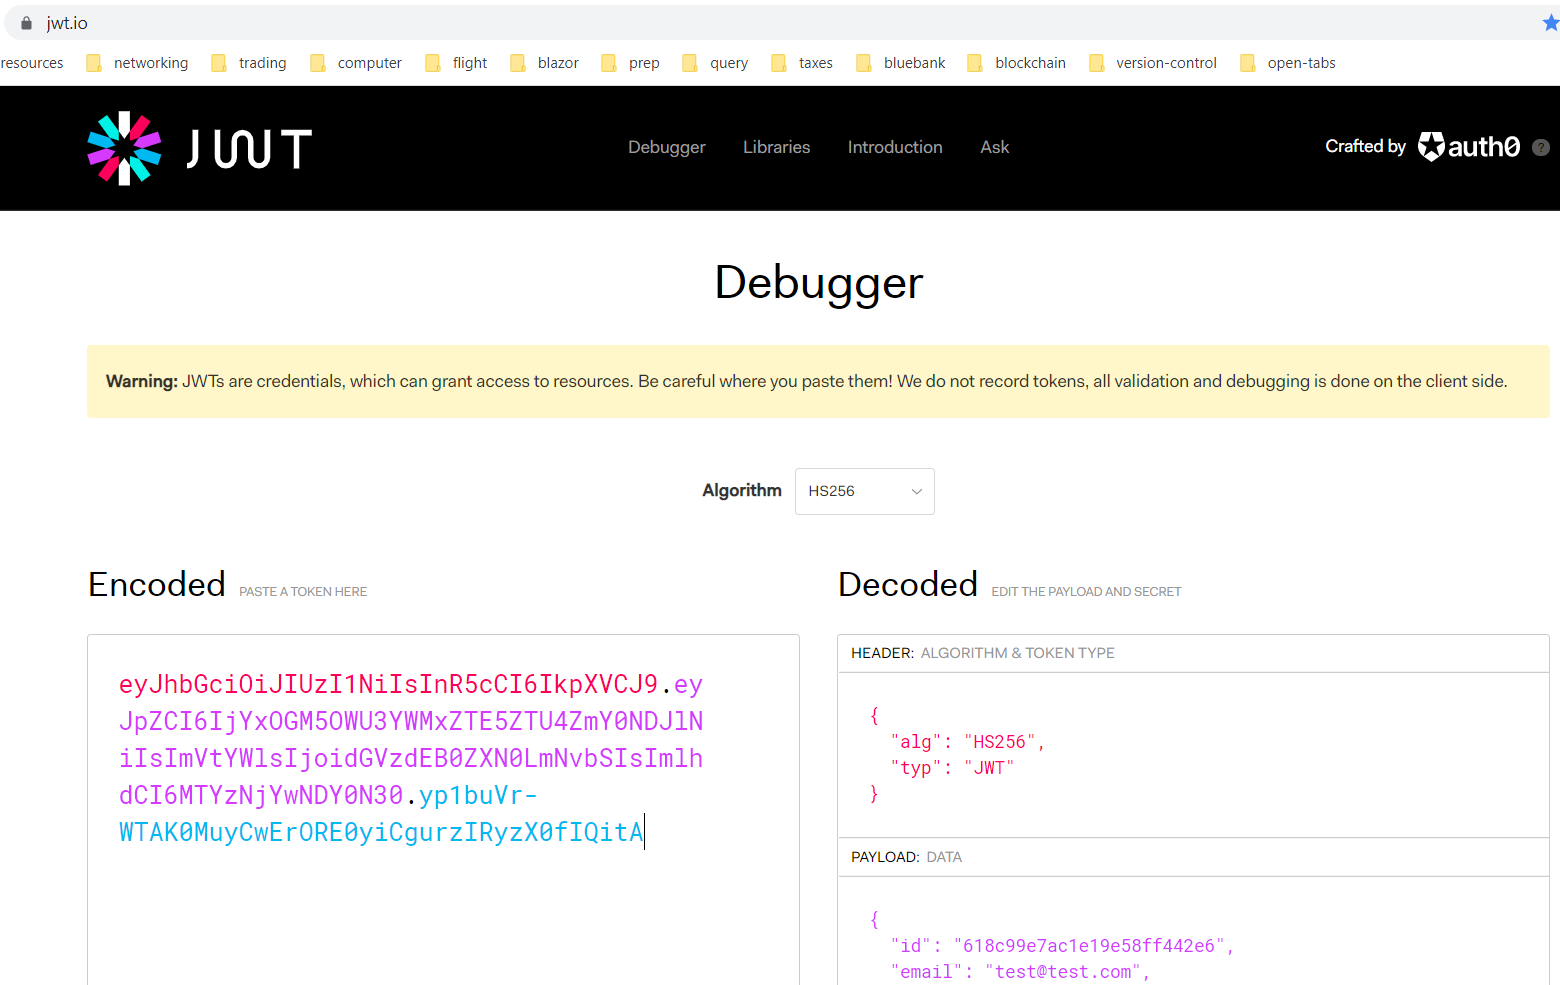 jwt.io
resources networking trading computer flight blazor prep query taxes bluebank blockchain version-control open-tabs
JWT Debugger Libraries Introduction Ask Crafted by auth0 ?
Debugger
Warning: JWTs are credentials, which can grant access to resources. Be careful where you paste them! We do not record tokens, all validation and debugging is done on the client side.
Algorithm HS256
Encoded PASTE A TOKEN HERE
eyJhbGciOiJIUzI1NiIsInR5cCI6IkpXVCJ9.ey
JpZCI6IjYxOGM5OWU3YWMxZTE5ZTU4ZmY0NDJlN
iIsImVtYWlsIjoidGVzdEB0ZXN0LmNvbSIsImlh
dCI6MTYzNjYwNDY0N30.yp1buVr-
WTAK0MuyCwErORE0yiCgurzIRyzX0fIQitA
Decoded EDIT THE PAYLOAD AND SECRET
HEADER: ALGORITHM & TOKEN TYPE
{
"alg": "HS256",
"typ": "JWT"
}
PAYLOAD: DATA
{
"id": "618c99e7ac1e19e58ff442e6",
"email": "test@test.com",